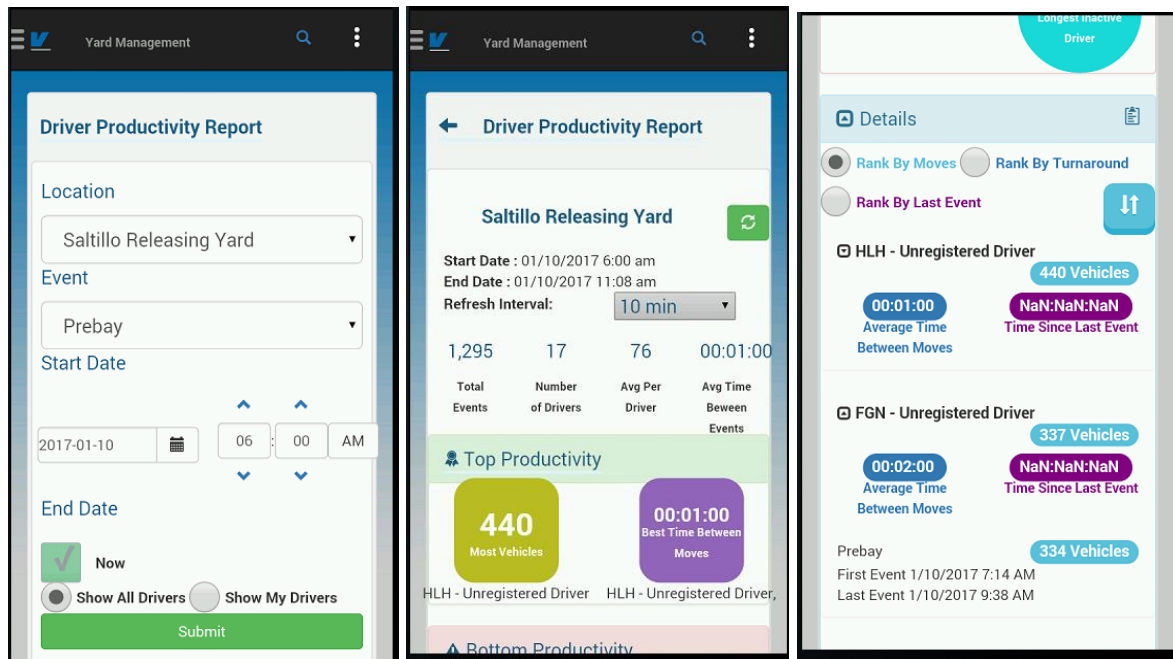 Yard Management
Driver Productivity Report
Location
Saltillo Releasing Yard
Event
Prebay
Start Date
2017-01-10
06 : 00 AM
End Date
Now
Show All Drivers Show My Drivers
Submit
Yard Management
Driver Productivity Report
Saltillo Releasing Yard
Start Date : 01/10/2017 6:00 am
End Date : 01/10/2017 11:08 am
Refresh Interval: 10 min
1,295 17 76 00:01:00
Total Number Avg Per Avg Time
Events of Drivers Driver Beween
Events
Top Productivity
440 00:01:00
Most Vehicles Best Time Between
Moves
HLH - Unregistered Driver HLH - Unregistered Driver,
Bottom Productivity
Longest Inactive
Driver
Details
Rank By Moves Rank By Turnaround
Rank By Last Event
HLH - Unregistered Driver
440 Vehicles
00:01:00 NaN:NaN:NaN
Average Time Time Since Last Event
Between Moves
FGN - Unregistered Driver
337 Vehicles
00:02:00 NaN:NaN:NaN
Average Time Time Since Last Event
Between Moves
Prebay 334 Vehicles
First Event 1/10/2017 7:14 AM
Last Event 1/10/2017 9:38 AM